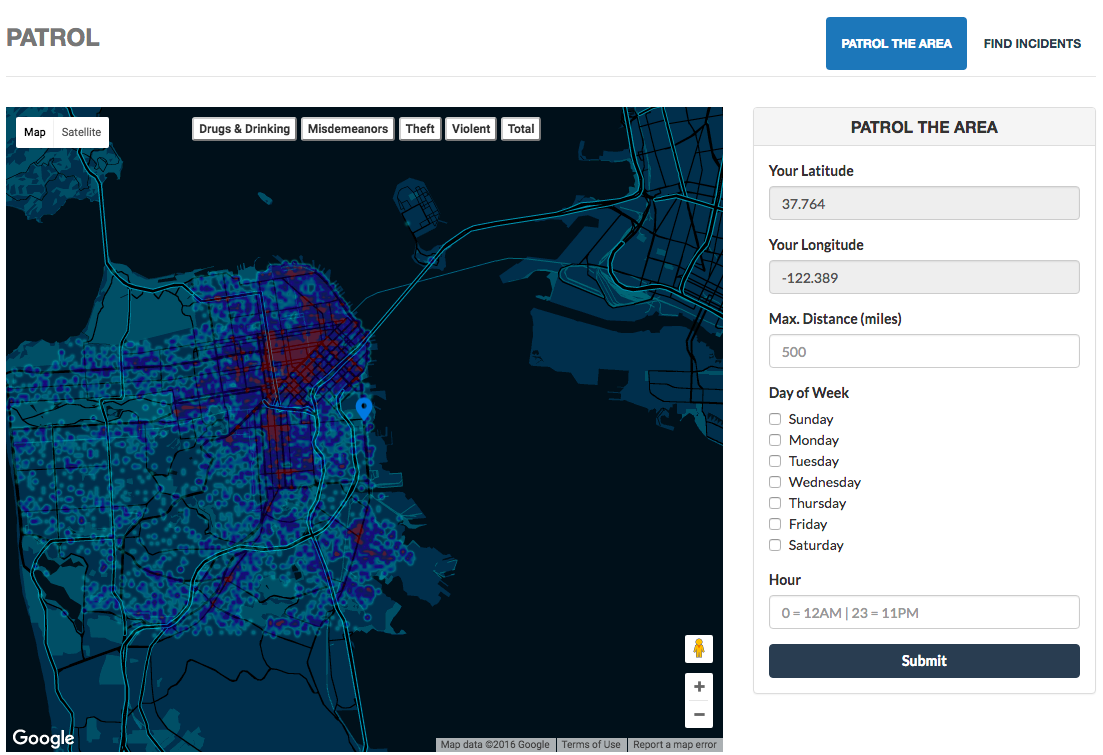 PATROL
PATROL THE AREA
FIND INCIDENTS
Map
Satellite
Drugs & Drinking
Misdemeanors
Theft
Violent
Total
PATROL THE AREA
Your Latitude
37.764
Your Longitude
-122.389
Max. Distance (miles)
500
Day of Week
Sunday
Monday
Tuesday
Wednesday
Thursday
Friday
Saturday
Hour
0 = 12AM | 23 = 11PM
Submit
Google
Map data ©2016 Google
Terms of Use
Report a map error